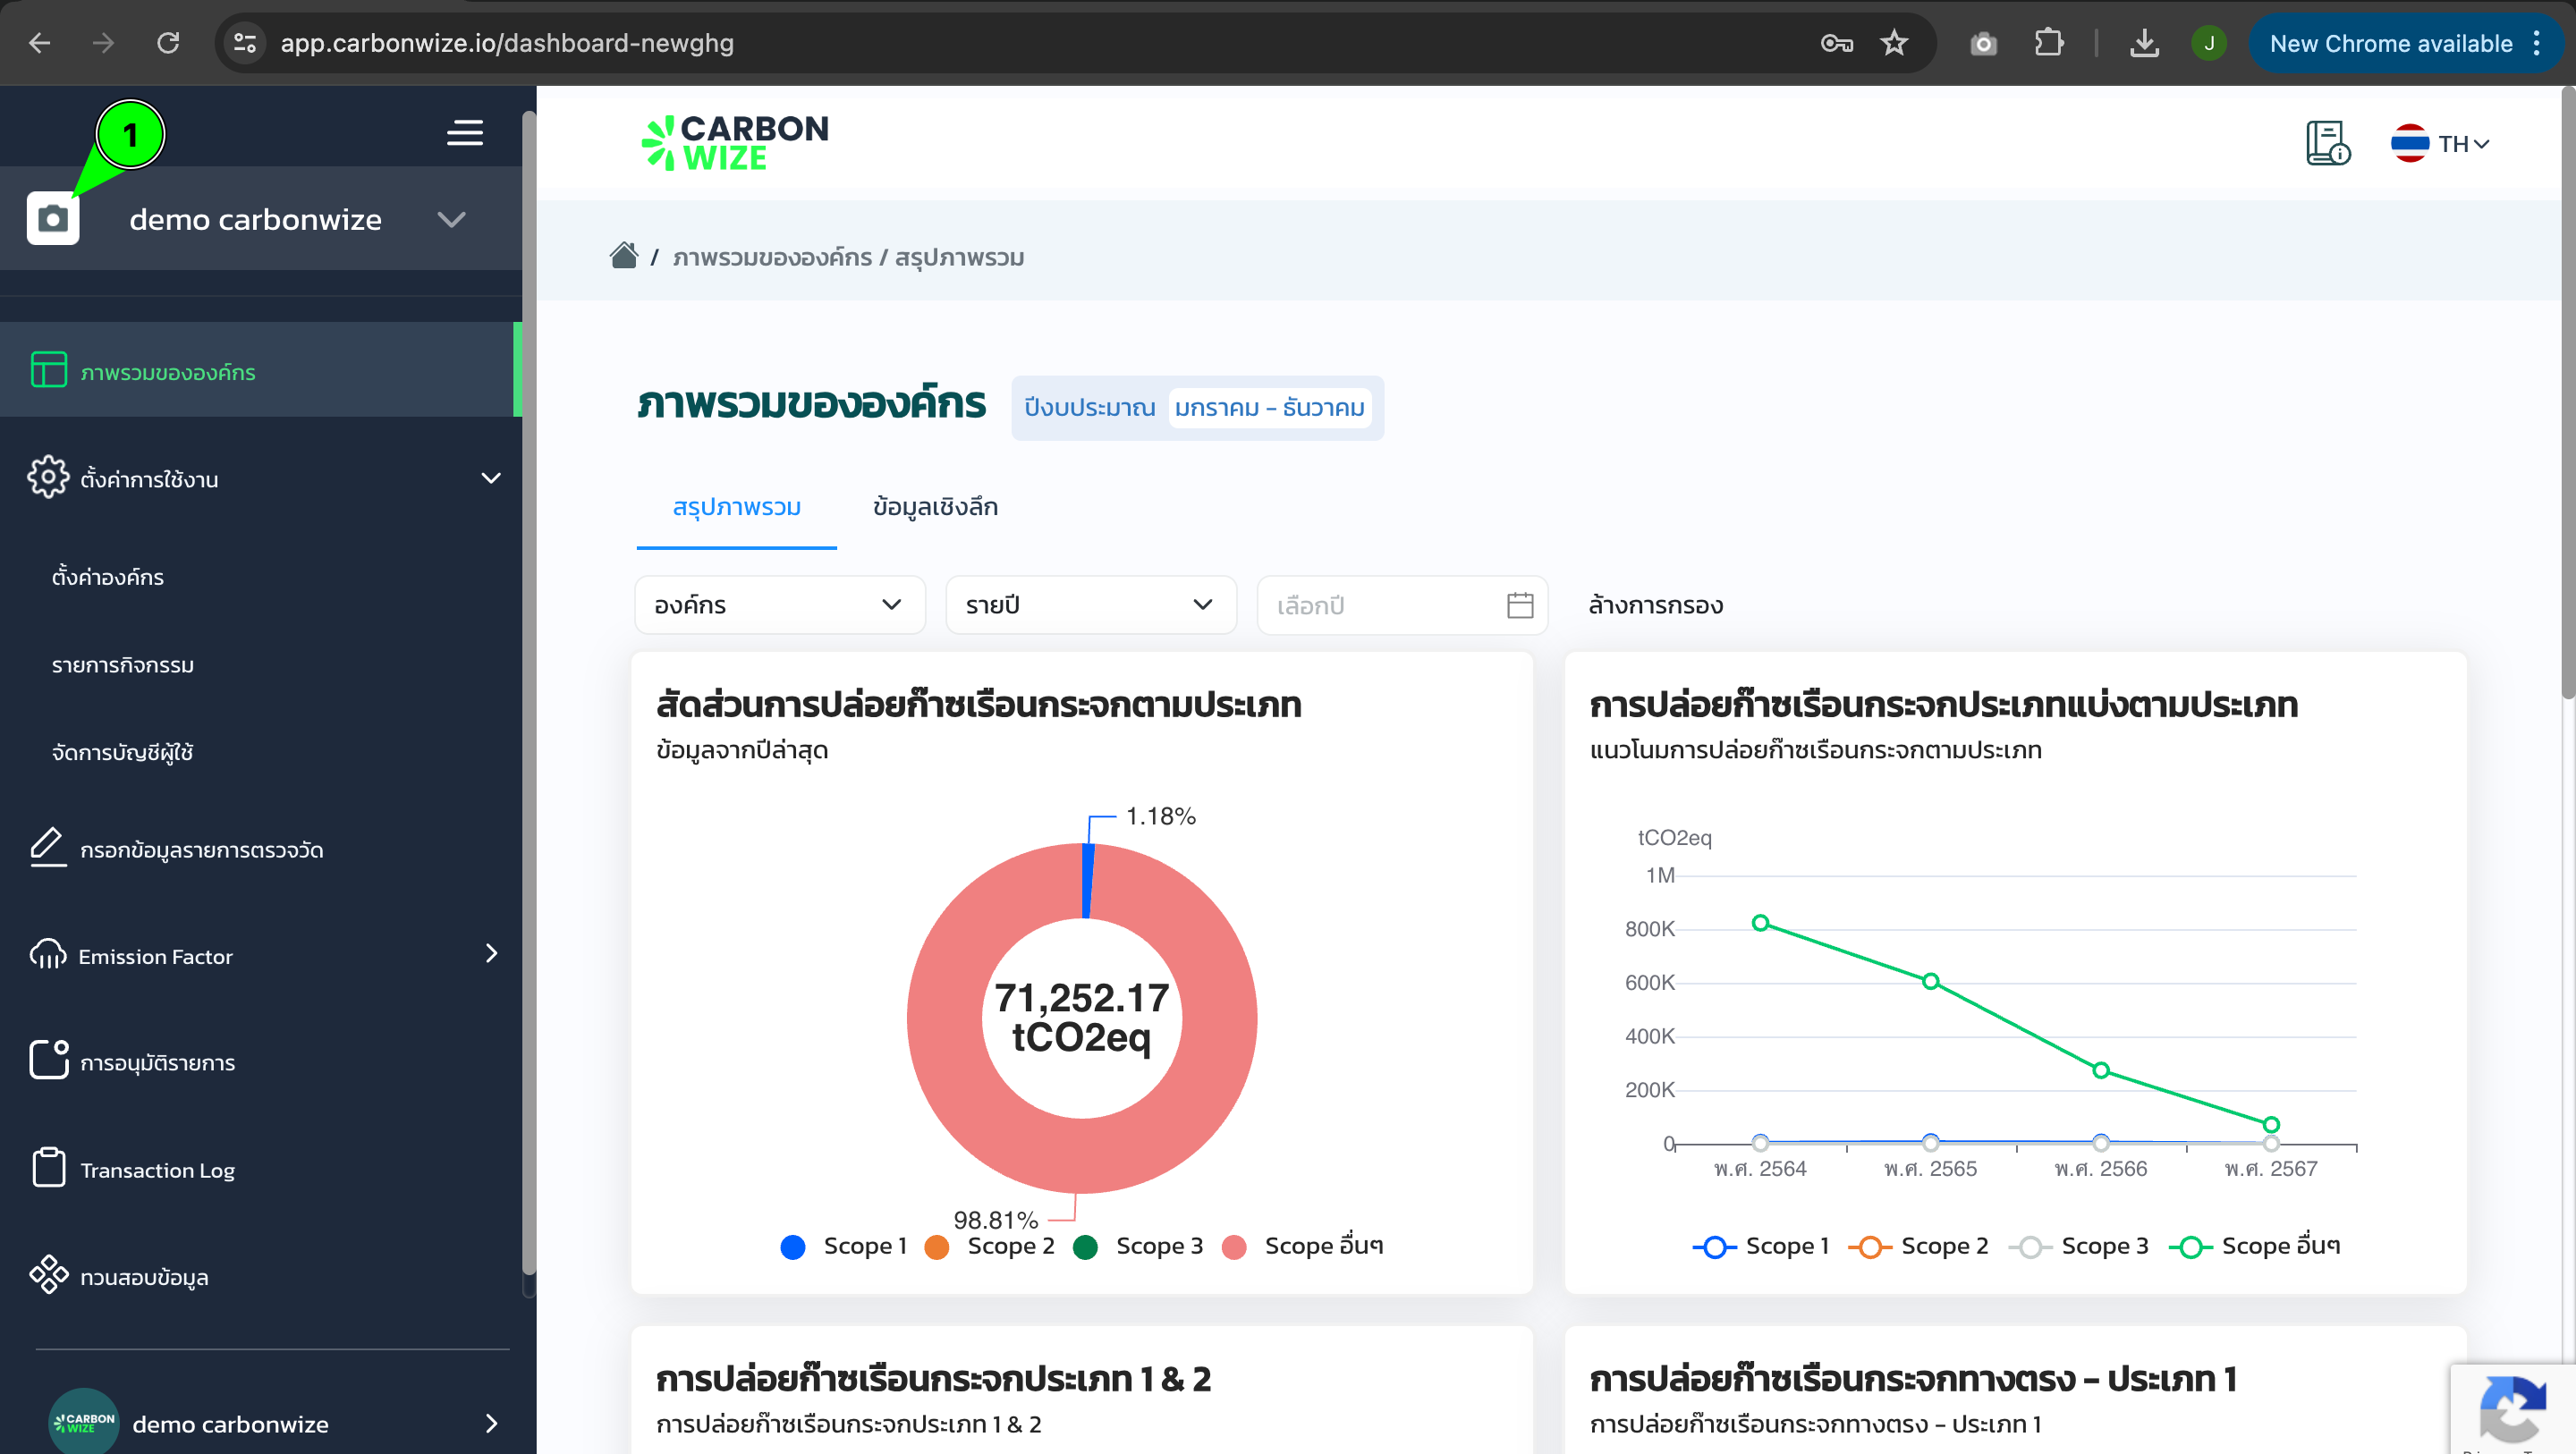 app.carbonwize.io/dashboard-newghg
J
New Chrome available
1
demo carbonwize
ภาพรวมขององค์กร
ตั้งค่าการใช้งาน
ตั้งค่าองค์กร
รายการกิจกรรม
จัดการบัญชีผู้ใช้
กรอกข้อมูลรายการตรวจวัด
Emission Factor
การอนุมัติรายการ
Transaction Log
ทวนสอบข้อมูล
CARBON
WIZE
demo carbonwize
CARBON
WIZE
TH
/ ภาพรวมขององค์กร / สรุปภาพรวม
ภาพรวมขององค์กร
ปีงบประมาณ มกราคม - ธันวาคม
สรุปภาพรวม ข้อมูลเชิงลึก
องค์กร รายปี เลือกปี ล้างการกรอง
สัดส่วนการปล่อยก๊าซเรือนกระจกตามประเภท
ข้อมูลจากปีล่าสุด
1.18%
71,252.17
tCO2eq
98.81%
Scope 1 Scope 2 Scope 3 Scope อื่นๆ
การปล่อยก๊าซเรือนกระจกประเภทแบ่งตามประเภท
แนวโนมการปล่อยก๊าซเรือนกระจกตามประเภท
tCO2eq
1M
800K
600K
400K
200K
0
พ.ศ. 2564 พ.ศ. 2565 พ.ศ. 2566 พ.ศ. 2567
Scope 1 Scope 2 Scope 3 Scope อื่นๆ
การปล่อยก๊าซเรือนกระจกประเภท 1 & 2
การปล่อยก๊าซเรือนกระจกประเภท 1 & 2
การปล่อยก๊าซเรือนกระจกทางตรง - ประเภท 1
การปล่อยก๊าซเรือนกระจกทางตรง - ประเภท 1